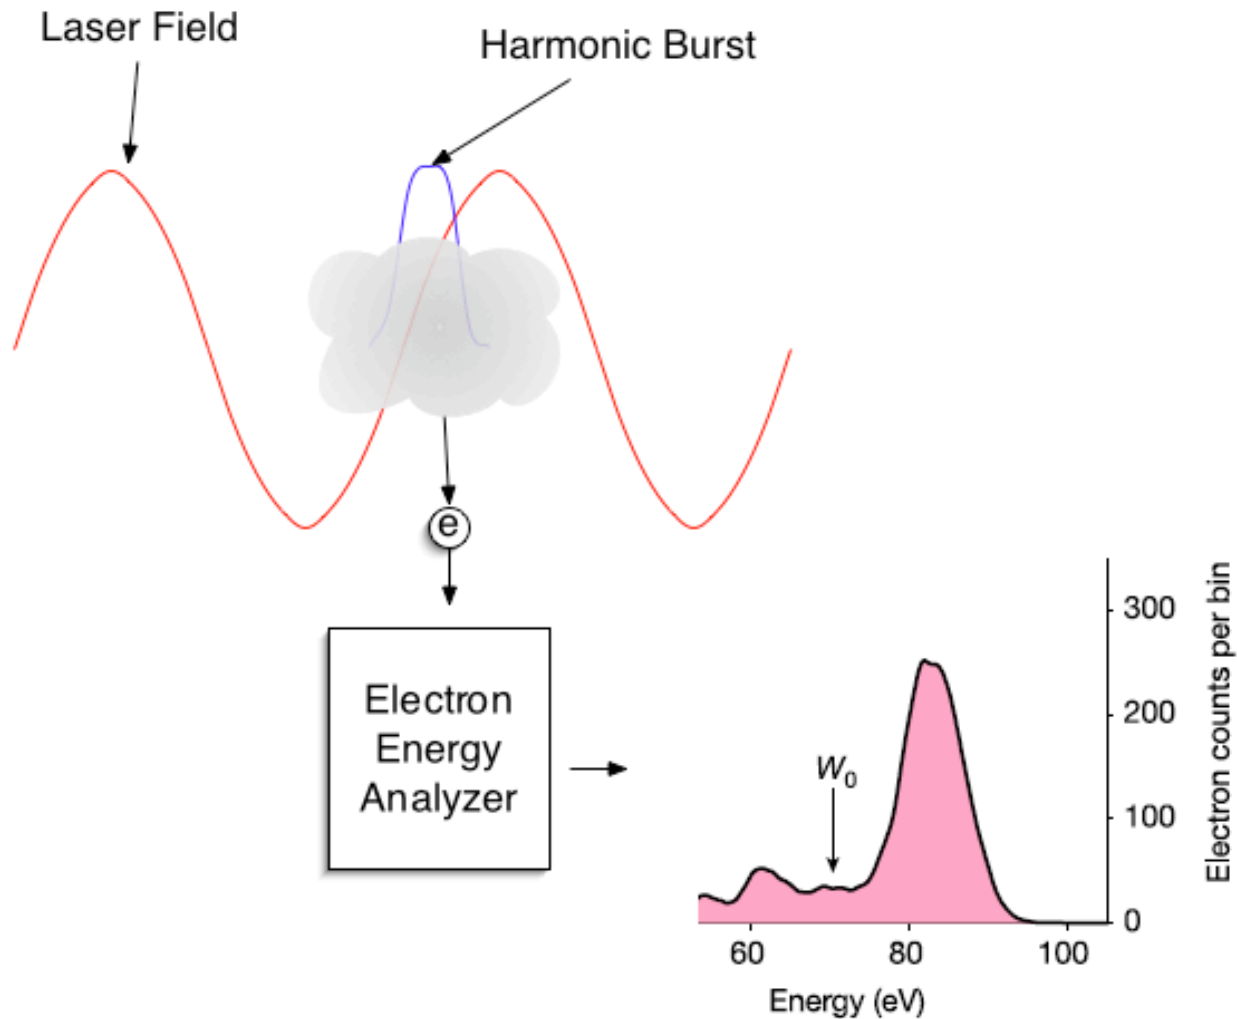 Laser Field
Harmonic Burst
e
Electron
Energy
Analyzer
W0
300
200
100
0
Electron counts per bin
60 80 100
Energy (eV)